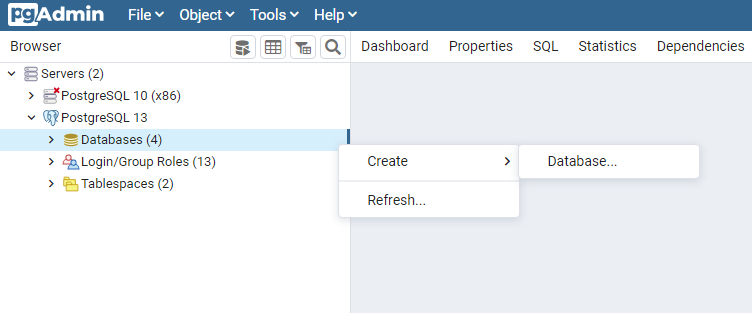 pgAdmin File Object Tools Help
Browser Dashboard Properties SQL Statistics Dependencies
Servers (2)
PostgreSQL 10 (x86)
PostgreSQL 13
Databases (4)
Create Database...
Login/Group Roles (13)
Tablespaces (2)
Refresh...